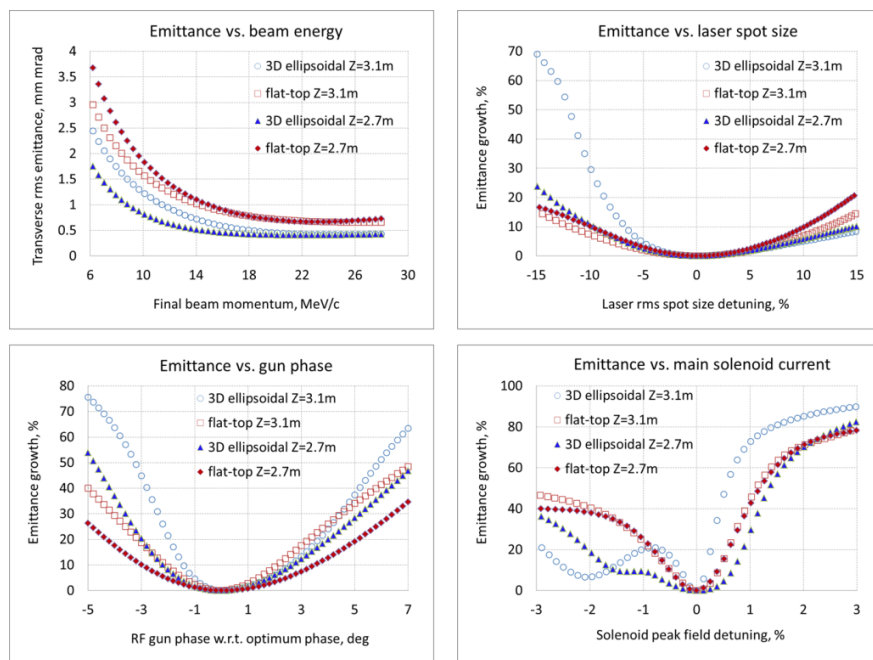 Emittance vs. beam energy
Transverse rms emittance, mm mrad
4
3.5
3
2.5
2
1.5
1
0.5
0
3D ellipsoidal Z=3.1m
flat-top Z=3.1m
3D ellipsoidal Z=2.7m
flat-top Z=2.7m
6 10 14 18 22 26 30
Final beam momentum, MeV/c
Emittance vs. laser spot size
Emittance growth, %
70
60
50
40
30
20
10
0
3D ellipsoidal Z=3.1m
flat-top Z=3.1m
3D ellipsoidal Z=2.7m
flat-top Z=2.7m
-15 -10 -5 0 5 10 15
Laser rms spot size detuning, %
Emittance vs. gun phase
Emittance growth, %
80
70
60
50
40
30
20
10
0
3D ellipsoidal Z=3.1m
flat-top Z=3.1m
3D ellipsoidal Z=2.7m
flat-top Z=2.7m
-5 -3 -1 1 3 5 7
RF gun phase w.r.t. optimum phase, deg
Emittance vs. main solenoid current
Emittance growth, %
100
80
60
40
20
0
3D ellipsoidal Z=3.1m
flat-top Z=3.1m
3D ellipsoidal Z=2.7m
flat-top Z=2.7m
-3 -2 -1 0 1 2 3
Solenoid peak field detuning, %